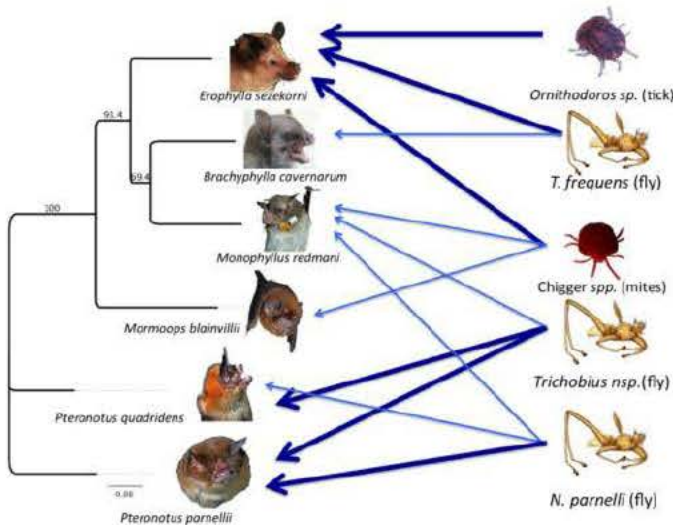 Erophylla sezekorni
Brachyphylla cavernarum
Monophyllus redmani
Mormoops blainvillii
Pteronotus quadridens
Pteronotus parnellii
91.4
69.4
100
0.08
Ornithodoros sp. (tick)
T. frequens (fly)
Chigger spp. (mites)
Trichobius nsp.(fly)
N. parnelli (fly)